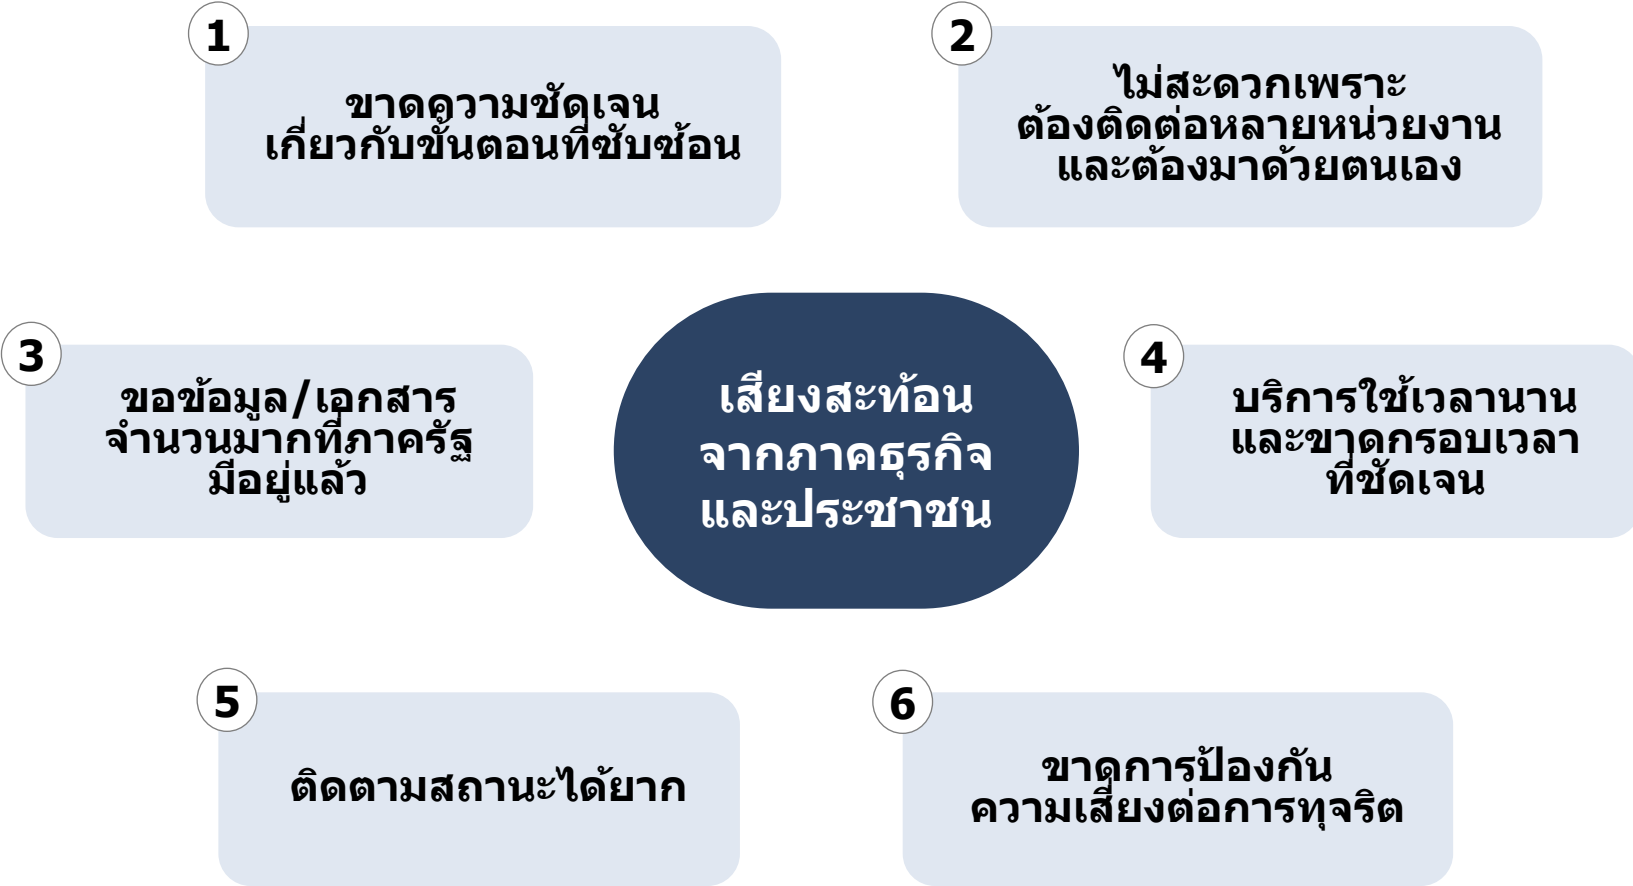 1
ขาดความชัดเจน
เกี่ยวกับขั้นตอนที่ซับซ้อน
2
ไม่สะดวกเพราะ
ต้องติดต่อหลายหน่วยงาน
และต้องมาด้วยตนเอง
3
ขอข้อมูล/เอกสาร
จำนวนมากที่ภาครัฐ
มีอยู่แล้ว
เสียงสะท้อน
จากภาคธุรกิจ
และประชาชน
4
บริการใช้เวลานาน
และขาดกรอบเวลา
ที่ชัดเจน
5
ติดตามสถานะได้ยาก
6
ขาดการป้องกัน
ความเสี่ยงต่อการทุจริต